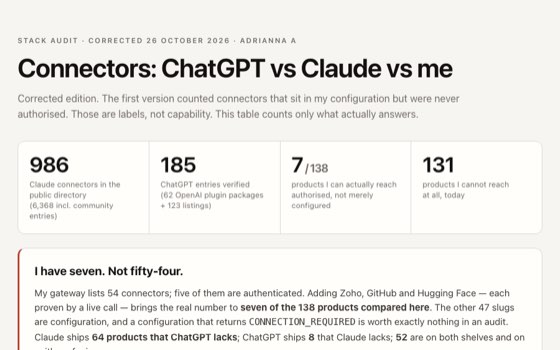 STACK AUDIT · CORRECTED 26 OCTOBER 2026 · ADRIANNA A
Connectors: ChatGPT vs Claude vs me
Corrected edition. The first version counted connectors that sit in my configuration but were never
authorised. Those are labels, not capability. This table counts only what actually answers.
986
Claude connectors in the
public directory
(6,368 incl. community
entries)
185
ChatGPT entries verified
(62 OpenAI plugin packages
+ 123 listings)
7/138
products I can actually reach
authorised, not merely
configured
131
products I cannot reach
at all, today
I have seven. Not fifty-four.
My gateway lists 54 connectors; five of them are authenticated. Adding Zoho, GitHub and Hugging Face — each
proven by a live call — brings the real number to seven of the 138 products compared here. The other 47 slugs
are configuration, and a configuration that returns CONNECTION_REQUIRED is worth exactly nothing in an audit.
Claude ships 64 products that ChatGPT lacks; ChatGPT ships 8 that Claude lacks; 52 are on both shelves and on